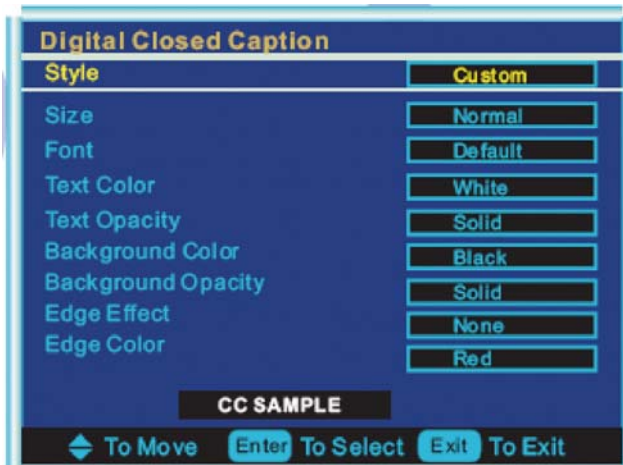 Digital Closed Caption
Style Custom
Size Normal
Font Default
Text Color White
Text Opacity Solid
Background Color Black
Background Opacity Solid
Edge Effect None
Edge Color Red
CC SAMPLE
To Move Enter To Select Exit To Exit